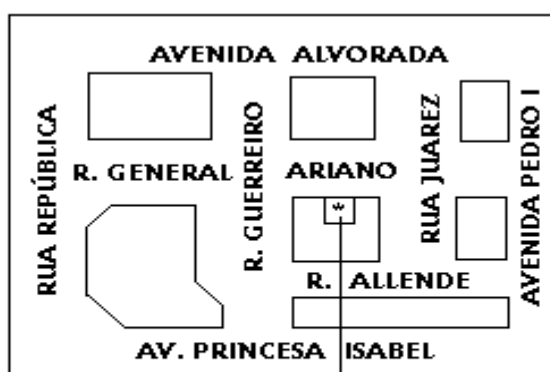 AVENIDA ALVORADA
RUA REPÚBLICA
R. GUERREIRO
RUA JUAREZ
AVENIDA PEDRO I
R. GENERAL ARIANO
*
R. ALLENDE
AV. PRINCESA ISABEL